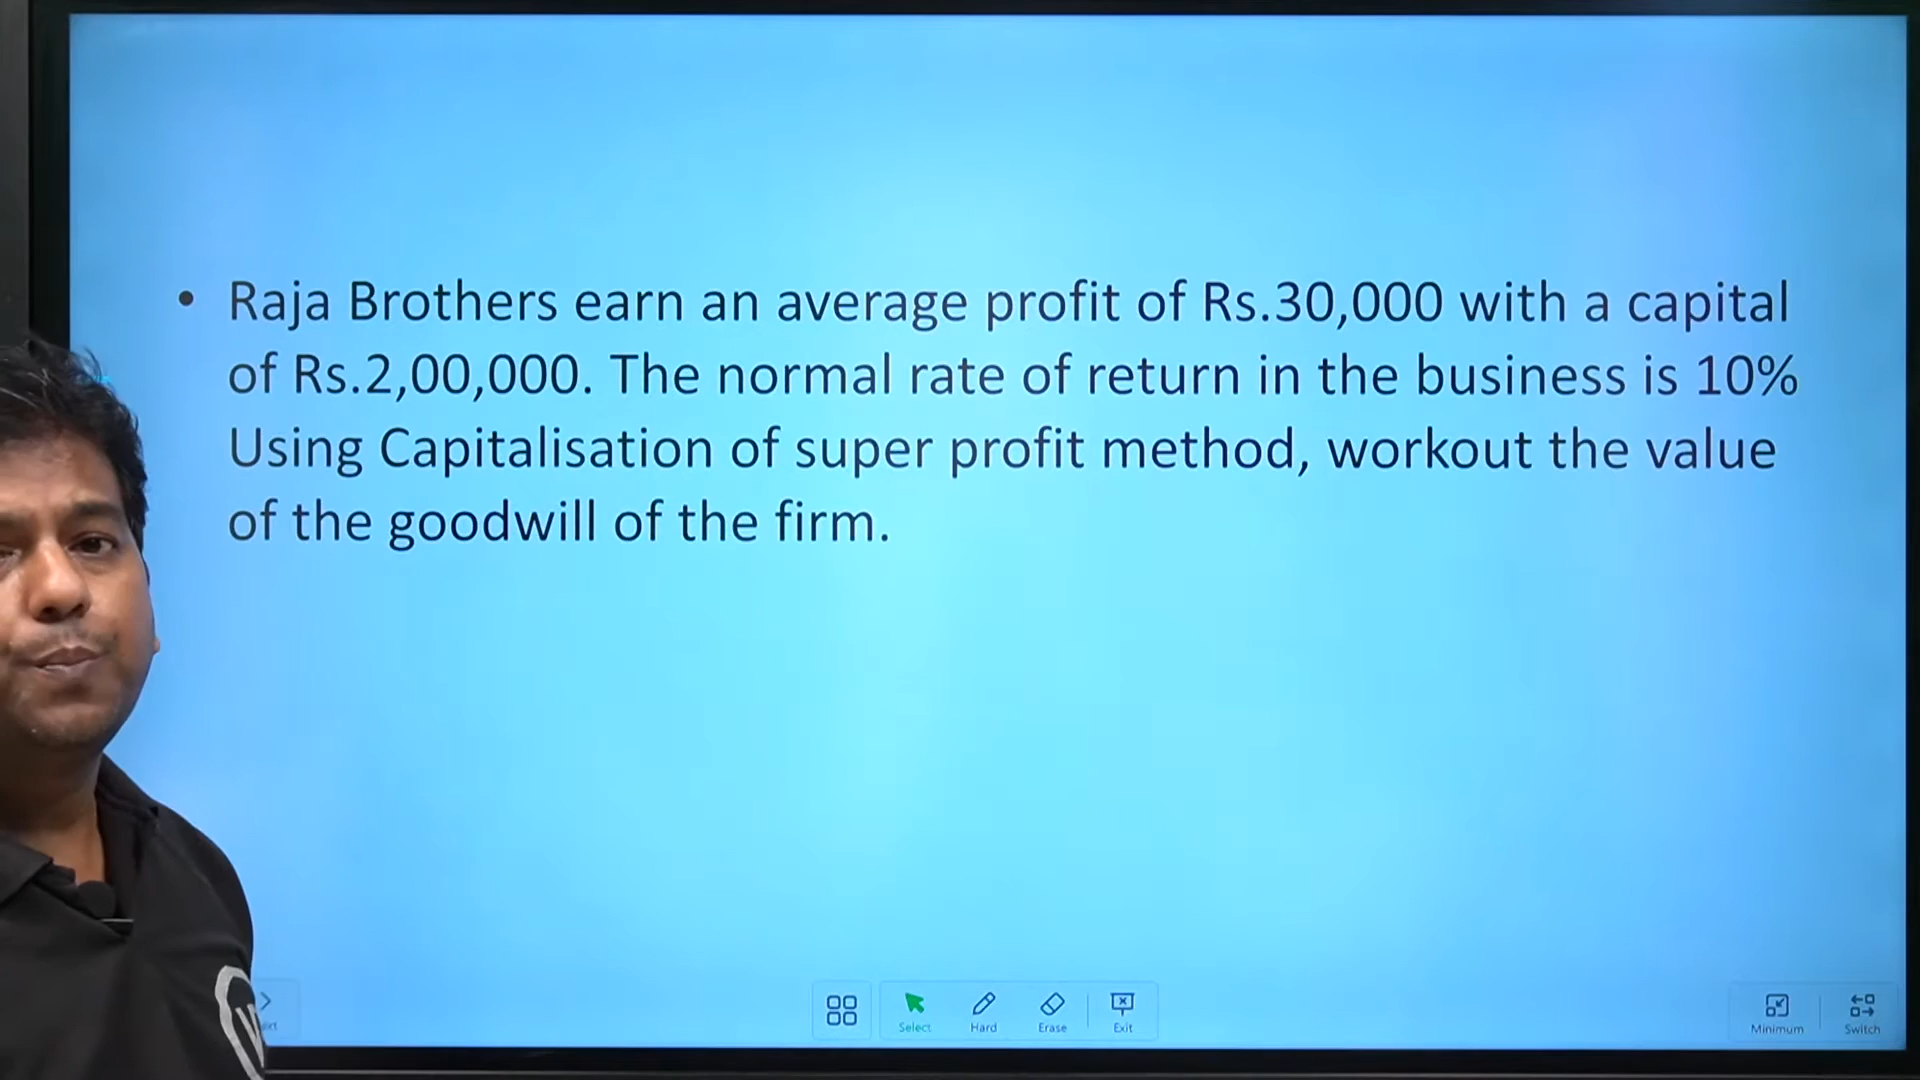 • Raja Brothers earn an average profit of Rs.30,000 with a capital
of Rs.2,00,000. The normal rate of return in the business is 10%
Using Capitalisation of super profit method, workout the value
of the goodwill of the firm.
Select
Hard
Erase
Exit
Minimum
Switch